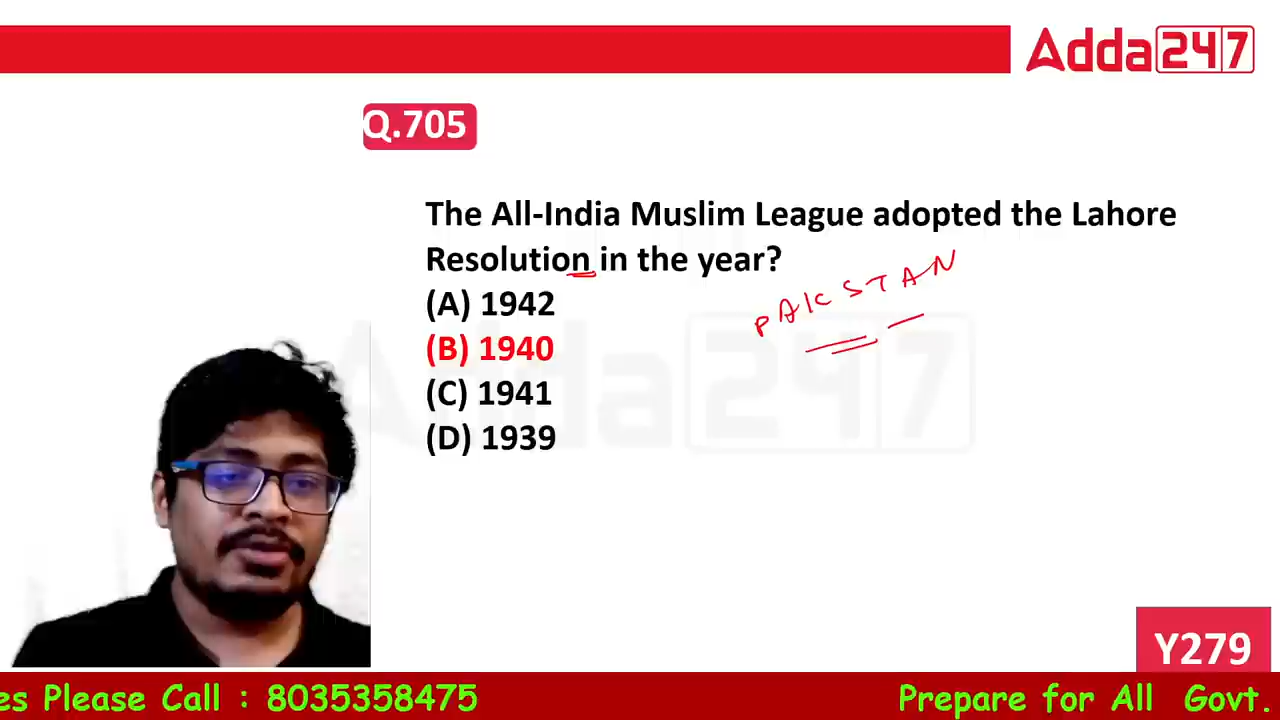 Adda247
Q.705
The All-India Muslim League adopted the Lahore
Resolution in the year?
PAKSTAN
(A) 1942
(B) 1940
(C) 1941
(D) 1939
Adda247
Y279
es Please Call : 8035358475 Prepare for All Govt.